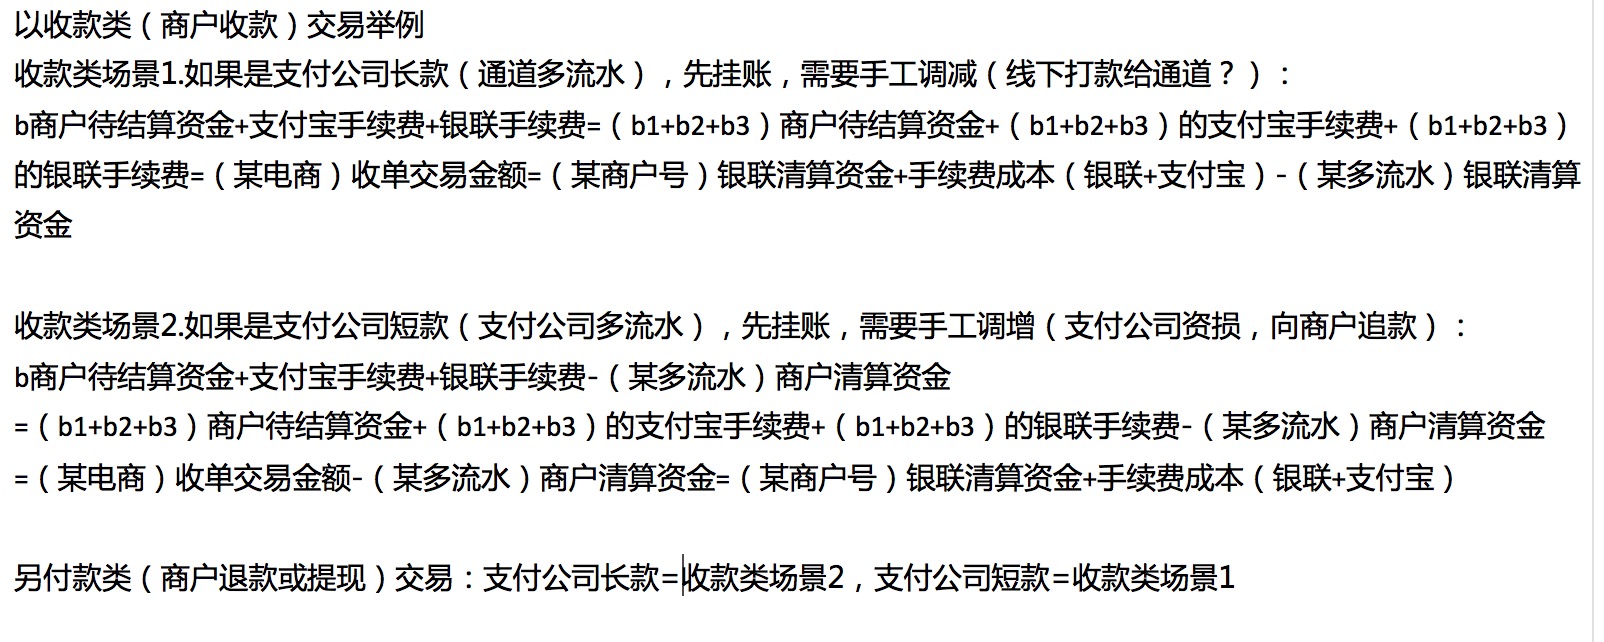 以收款类（商户收款）交易举例
收款类场景1.如果是支付公司长款（通道多流水），先挂账，需要手工调减（线下打款给通道？）：
b商户待结算资金+支付宝手续费+银联手续费=（b1+b2+b3）商户待结算资金+（b1+b2+b3）的支付宝手续费+（b1+b2+b3）
的银联手续费=（某电商）收单交易金额=（某商户号）银联清算资金+手续费成本（银联+支付宝）-（某多流水）银联清算
资金
收款类场景2.如果是支付公司短款（支付公司多流水），先挂账，需要手工调增（支付公司资损，向商户追款）：
b商户待结算资金+支付宝手续费+银联手续费-（某多流水）商户清算资金
=（b1+b2+b3）商户待结算资金+（b1+b2+b3）的支付宝手续费+（b1+b2+b3）的银联手续费-（某多流水）商户清算资金
=（某电商）收单交易金额-（某多流水）商户清算资金=（某商户号）银联清算资金+手续费成本（银联+支付宝）
另付款类（商户退款或提现）交易：支付公司长款=收款类场景2，支付公司短款=收款类场景1